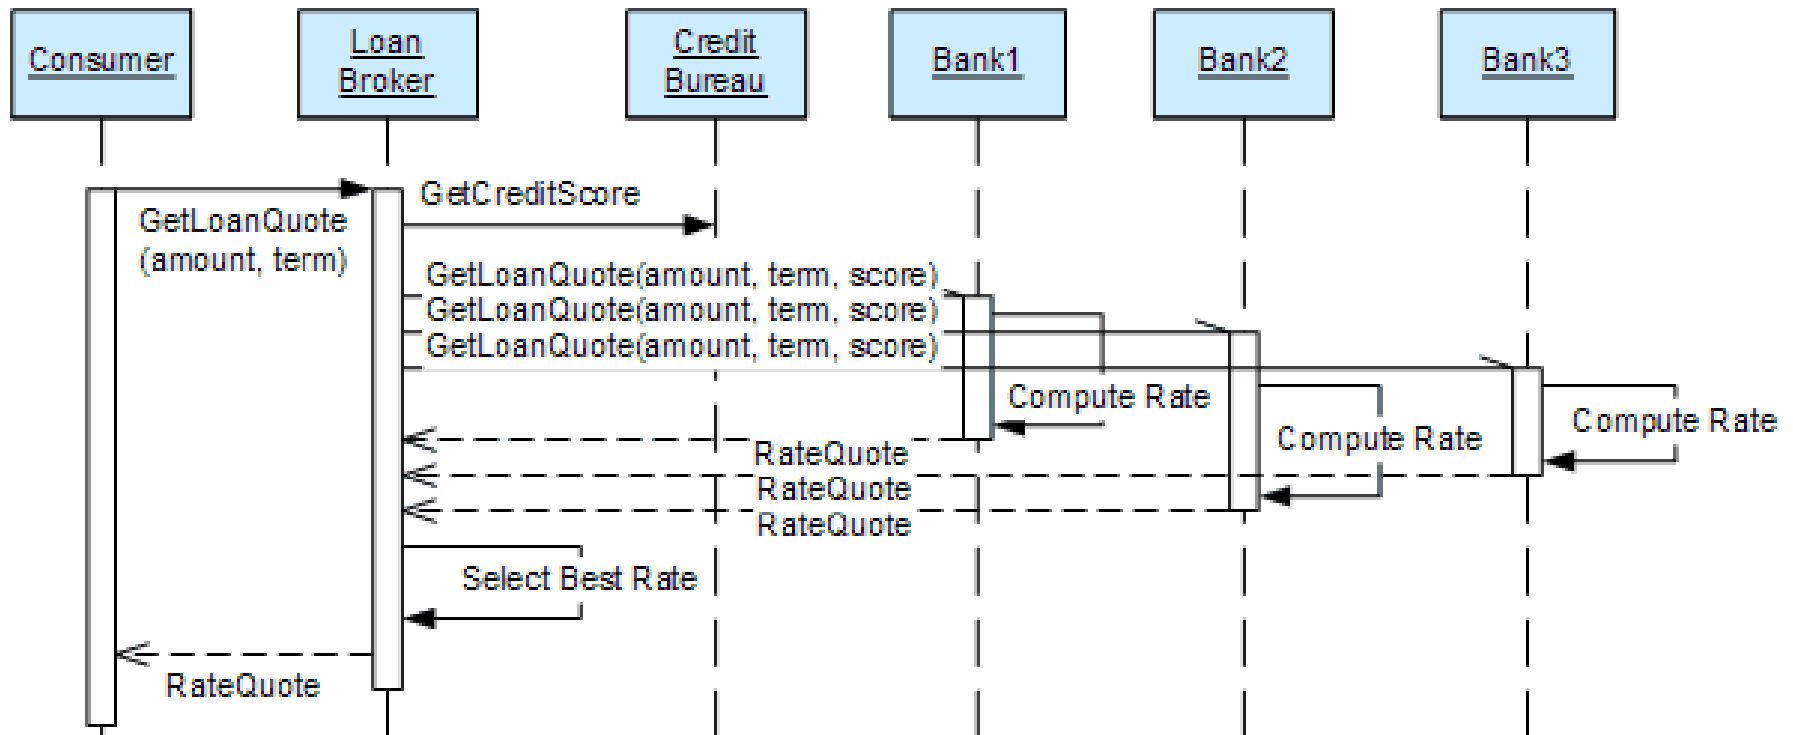 Consumer
Loan
Broker
Credit
Bureau
Bank1
Bank2
Bank3
GetCreditScore
GetLoanQuote
(amount, term)
GetLoanQuote(amount, term, score)
GetLoanQuote(amount, term, score)
GetLoanQuote(amount, term, score)
Compute Rate
Compute Rate
Compute Rate
RateQuote
RateQuote
RateQuote
Select Best Rate
RateQuote